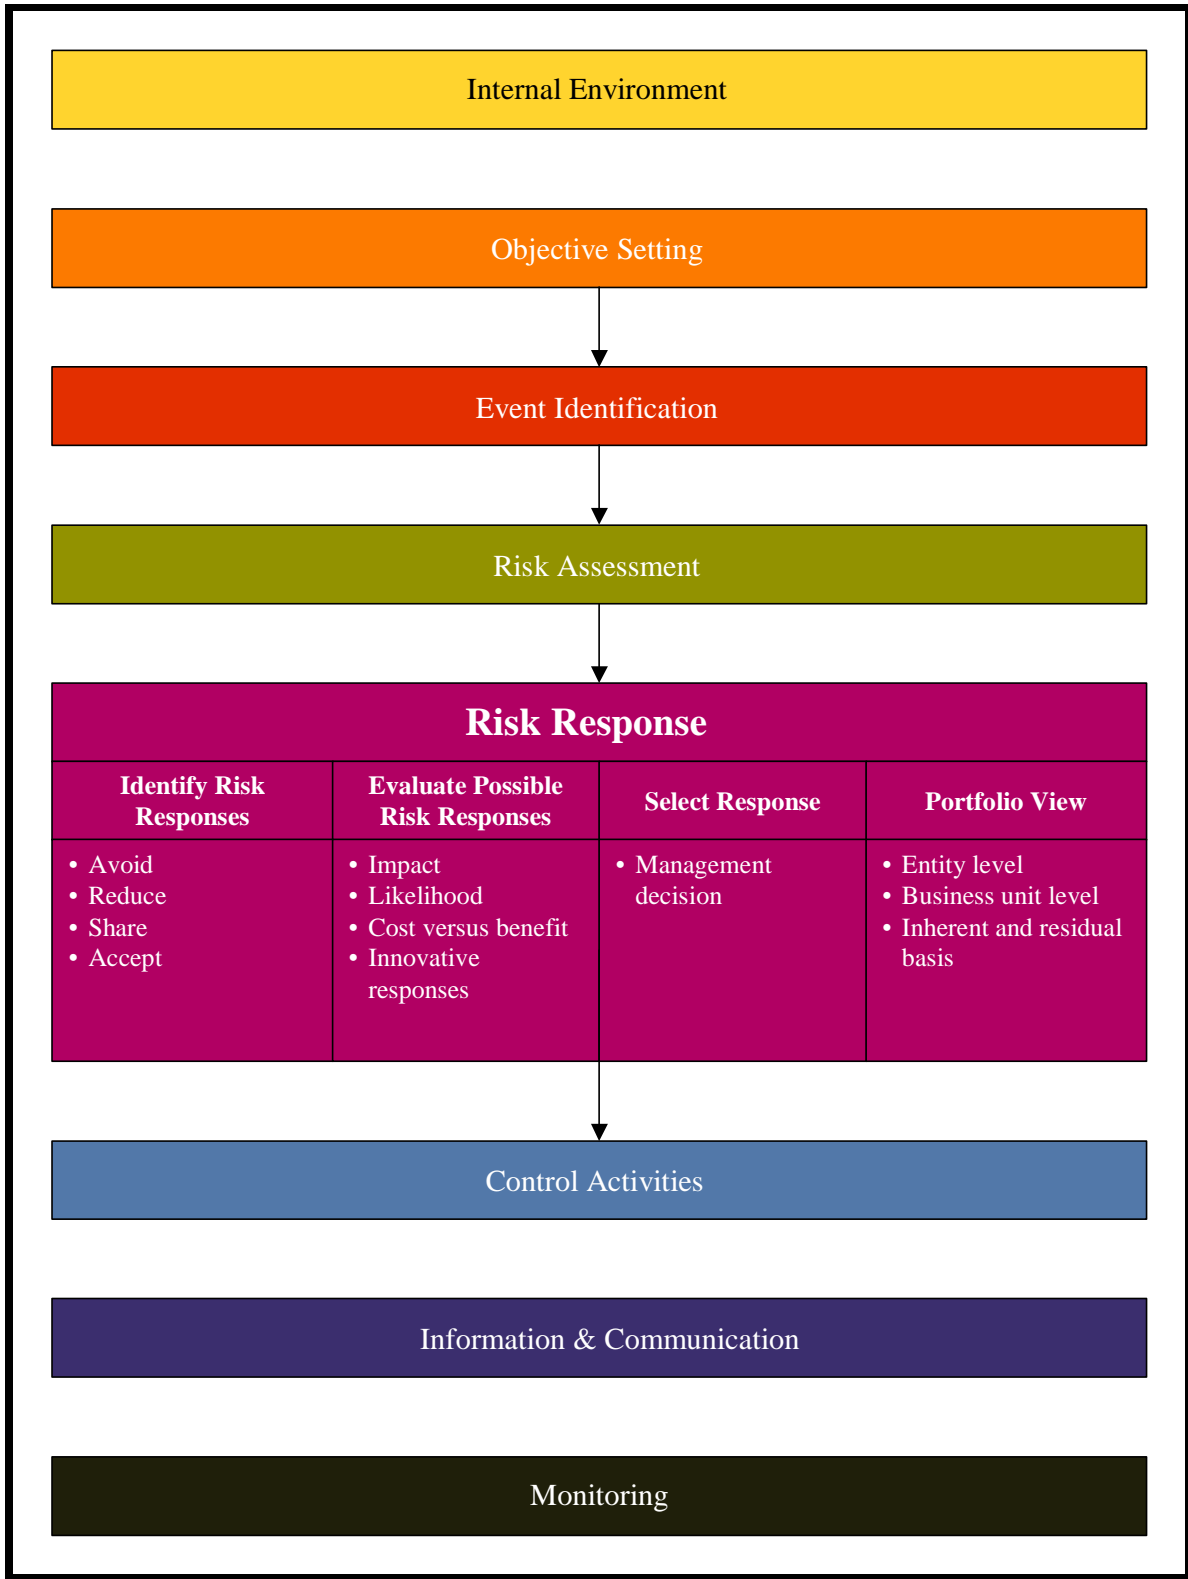 Internal Environment
Objective Setting
Event Identification
Risk Assessment
Risk Response
Identify Risk
Responses
• Avoid
• Reduce
• Share
• Accept
Evaluate Possible
Risk Responses
• Impact
• Likelihood
• Cost versus benefit
• Innovative
responses
Select Response
• Management
decision
Portfolio View
• Entity level
• Business unit level
• Inherent and residual
basis
Control Activities
Information & Communication
Monitoring